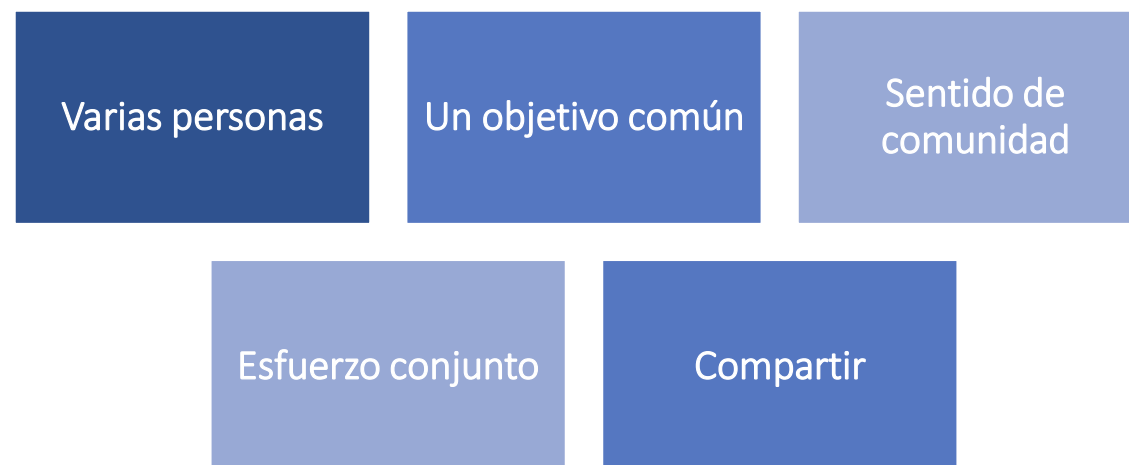 Varias personas
Un objetivo común
Sentido de
comunidad
Esfuerzo conjunto
Compartir